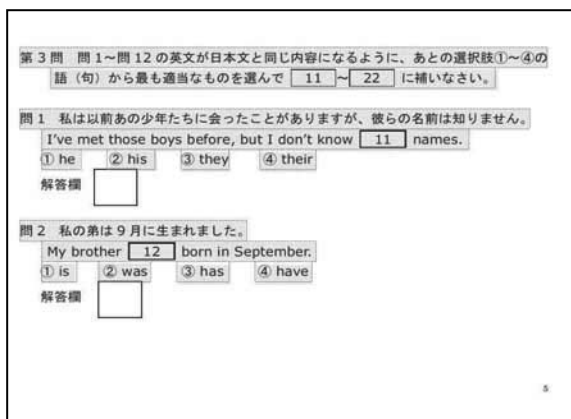 第3問 問1~問12の英文が日本文と同じ内容になるように、あとの選択肢①~④の
語(句)から最も適当なものを選んで 11 ~ 22 に補いなさい。
問1 私は以前あの少年たちに会ったことがありますが、彼らの名前は知りません。
I've met those boys before, but I don't know 11 names.
① he ② his ③ they ④ their
解答欄
問2 私の弟は9月に生まれました。
My brother 12 born in September.
① is ② was ③ has ④ have
解答欄
5